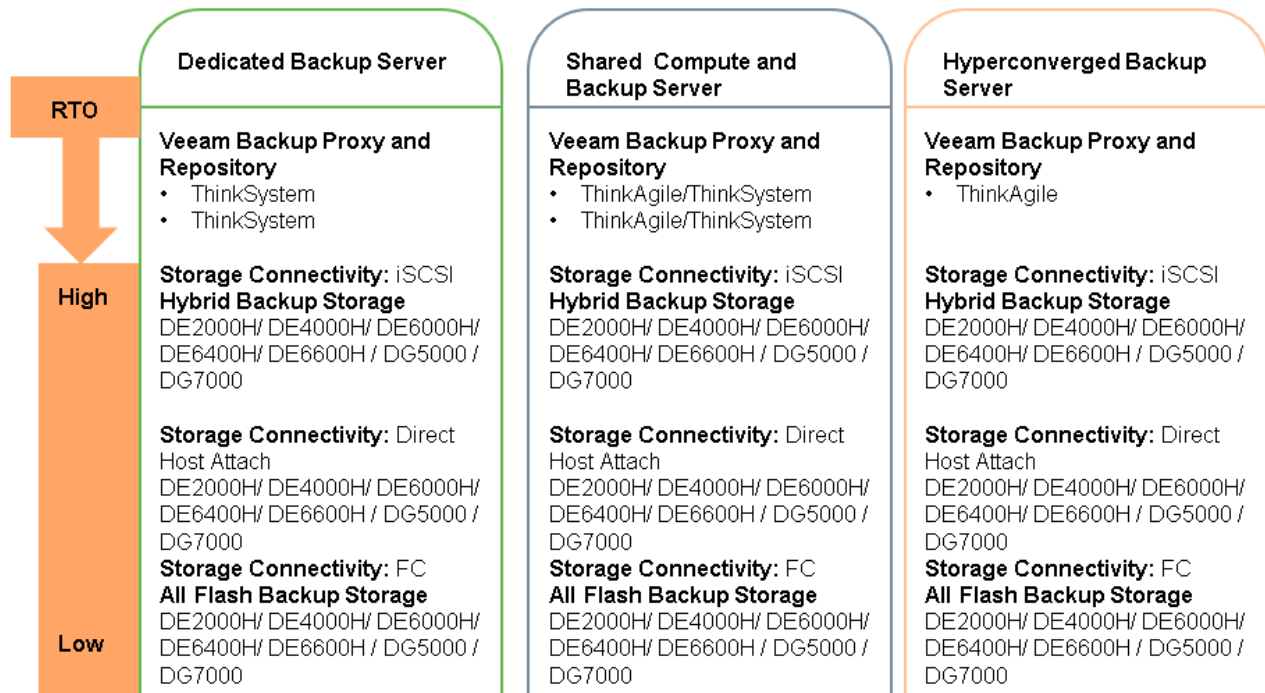 RTO
High
Low
Dedicated Backup Server
Veeam Backup Proxy and
Repository
• ThinkSystem
• ThinkSystem
Storage Connectivity: iSCSI
Hybrid Backup Storage
DE2000H/ DE4000H/ DE6000H/
DE6400H/ DE6600H / DG5000 /
DG7000
Storage Connectivity: Direct
Host Attach
DE2000H/ DE4000H/ DE6000H/
DE6400H/ DE6600H / DG5000 /
DG7000
Storage Connectivity: FC
All Flash Backup Storage
DE2000H/ DE4000H/ DE6000H/
DE6400H/ DE6600H / DG5000 /
DG7000
Shared Compute and
Backup Server
Veeam Backup Proxy and
Repository
• ThinkAgile/ThinkSystem
• ThinkAgile/ThinkSystem
Storage Connectivity: iSCSI
Hybrid Backup Storage
DE2000H/ DE4000H/ DE6000H/
DE6400H/ DE6600H / DG5000 /
DG7000
Storage Connectivity: Direct
Host Attach
DE2000H/ DE4000H/ DE6000H/
DE6400H/ DE6600H / DG5000 /
DG7000
Storage Connectivity: FC
All Flash Backup Storage
DE2000H/ DE4000H/ DE6000H/
DE6400H/ DE6600H / DG5000 /
DG7000
Hyperconverged Backup
Server
Veeam Backup Proxy and
Repository
• ThinkAgile
Storage Connectivity: iSCSI
Hybrid Backup Storage
DE2000H/ DE4000H/ DE6000H/
DE6400H/ DE6600H / DG5000 /
DG7000
Storage Connectivity: Direct
Host Attach
DE2000H/ DE4000H/ DE6000H/
DE6400H/ DE6600H / DG5000 /
DG7000
Storage Connectivity: FC
All Flash Backup Storage
DE2000H/ DE4000H/ DE6000H/
DE6400H/ DE6600H / DG5000 /
DG7000